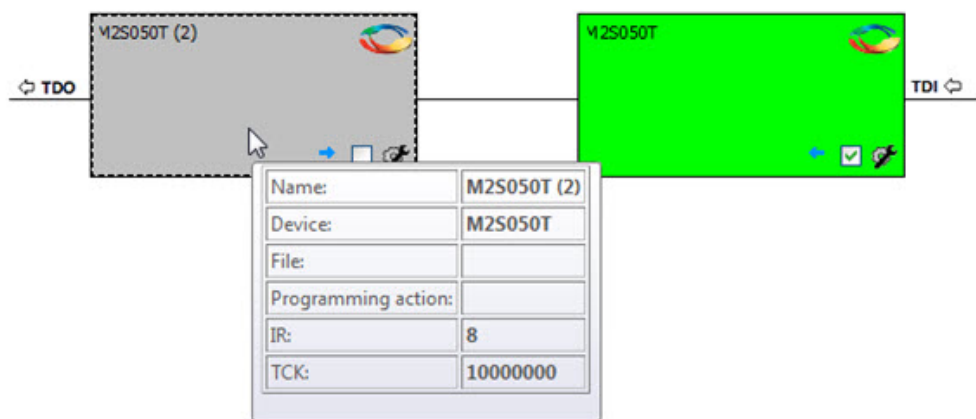 M2S050T (2)
M2S050T
TDO
TDI
Name: M2S050T (2)
Device: M2S050T
File:
Programming action:
IR: 8
TCK: 10000000